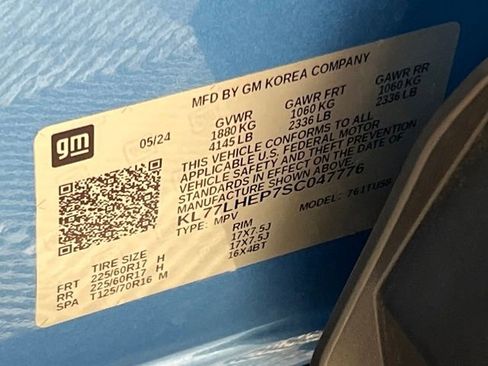 MFD BY GM KOREA COMPANY
gm
05/24
GVWR GAWR FRT GAWR RR
1880 KG 1060 KG 1060 KG
4145 LB 2336 LB 2336 LB
THIS VEHICLE CONFORMS TO ALL
APPLICABLE U.S. FEDERAL MOTOR
VEHICLE SAFETY AND THEFT PREVENTION
STANDARDS IN EFFECT ON THE DATE OF
MANUFACTURE SHOWN ABOVE.
KL77LHEP7SC047776
TYPE: MPV MODEL: 761TUS8
TIRE SIZE RIM
FRT 225/60R17 H 17X7.5J
RR 225/60R17 H 17X7.5J
SPA T125/70R16 M 16X4BT